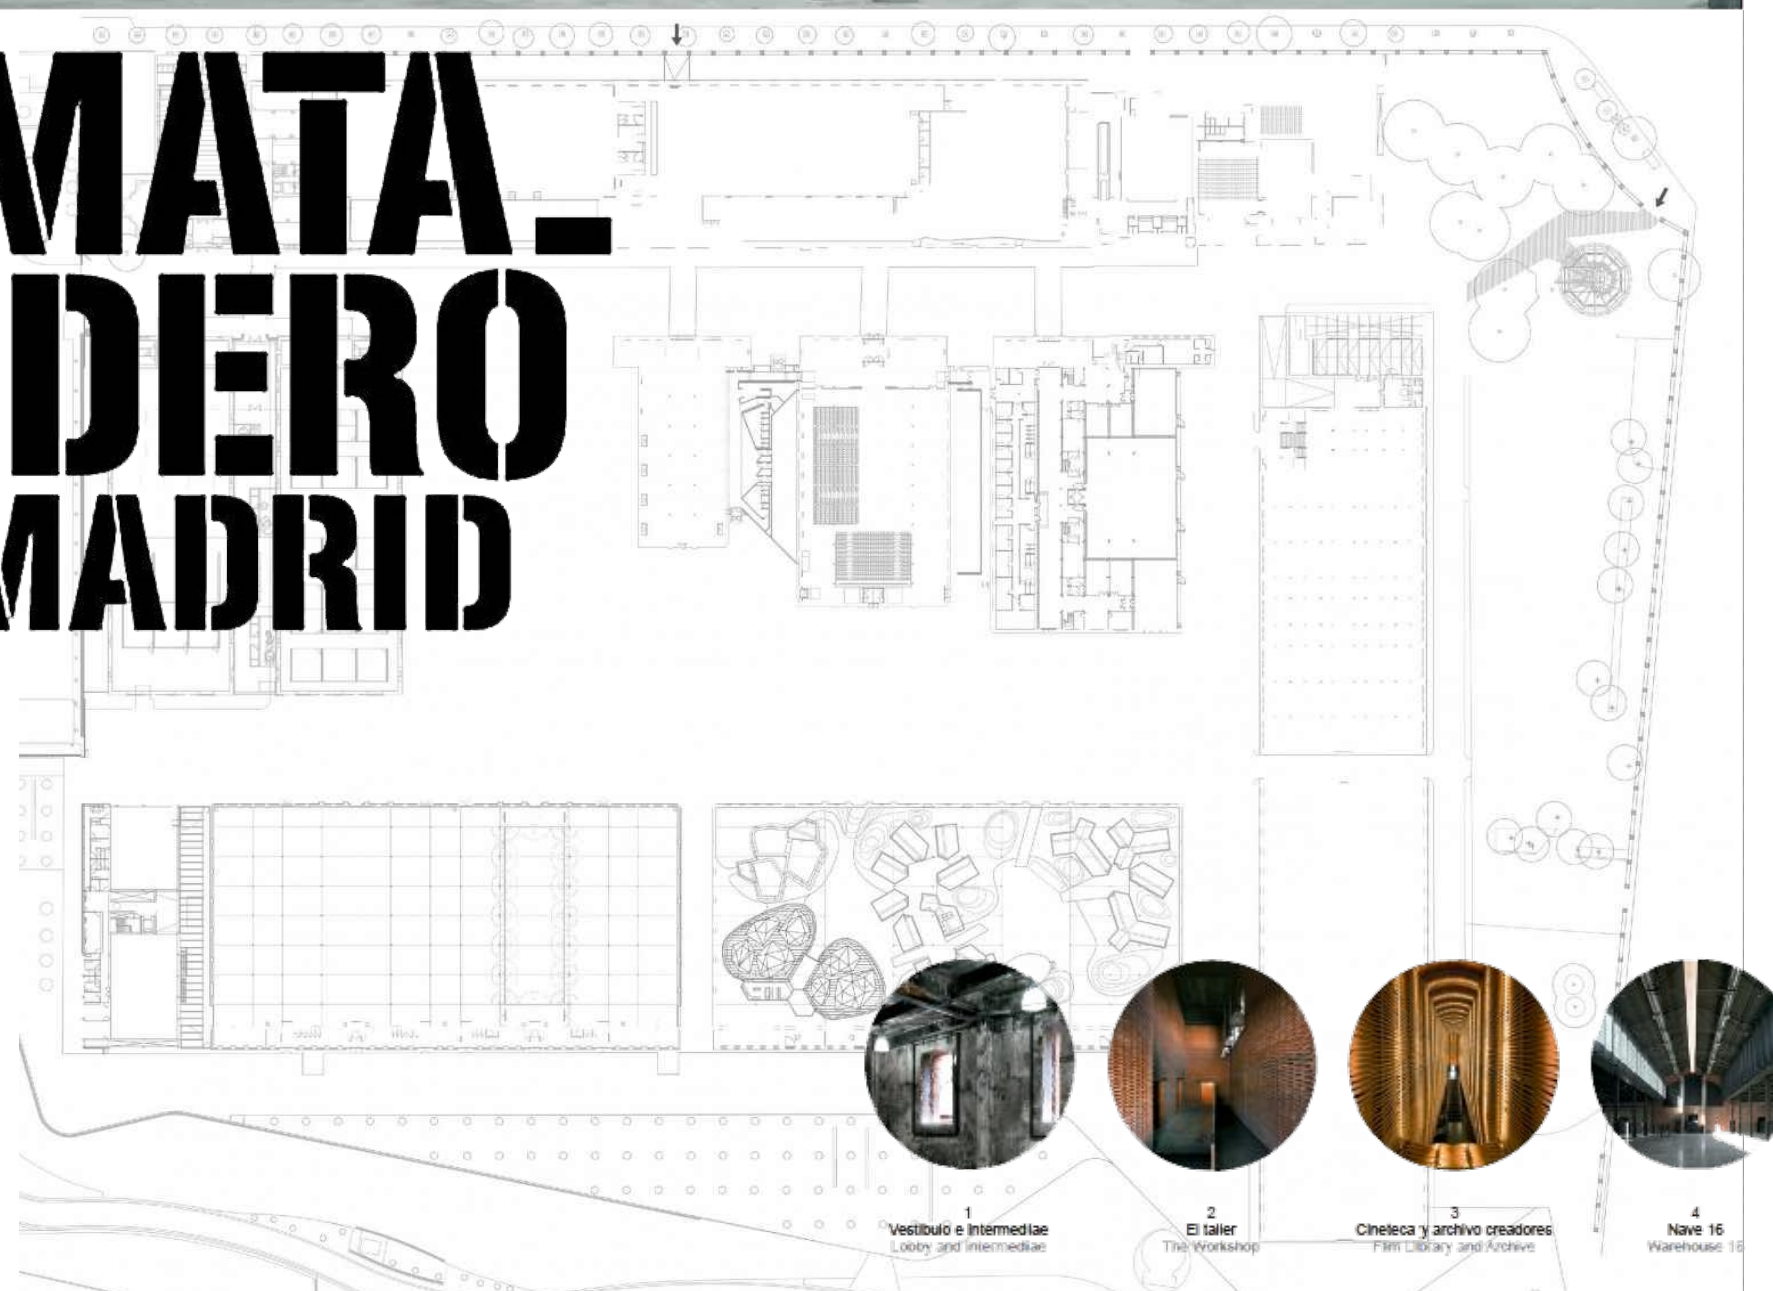 MATA_
DERO
MADRID
1
Vestíbulo e Intermediae
Lobby and Intermediae
2
El taller
The Workshop
3
Cineteca y archivo creadores
Film Library and Archive
4
Nave 16
Warehouse 16